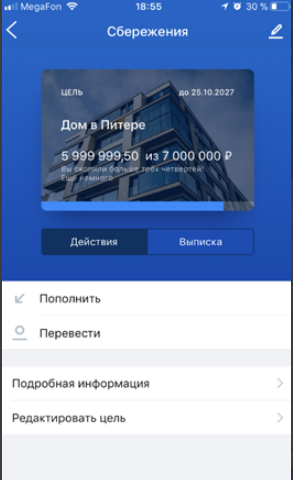 MegaFon 18:55 30 %
Сбережения
ЦЕЛЬ до 25.10.2027
Дом в Питере
5 999 999,50 из 7 000 000 ₽
Вы скопили больше трёх четвертей!
Ещё немного
Действия Выписка
Пополнить
Перевести
Подробная информация
Редактировать цель